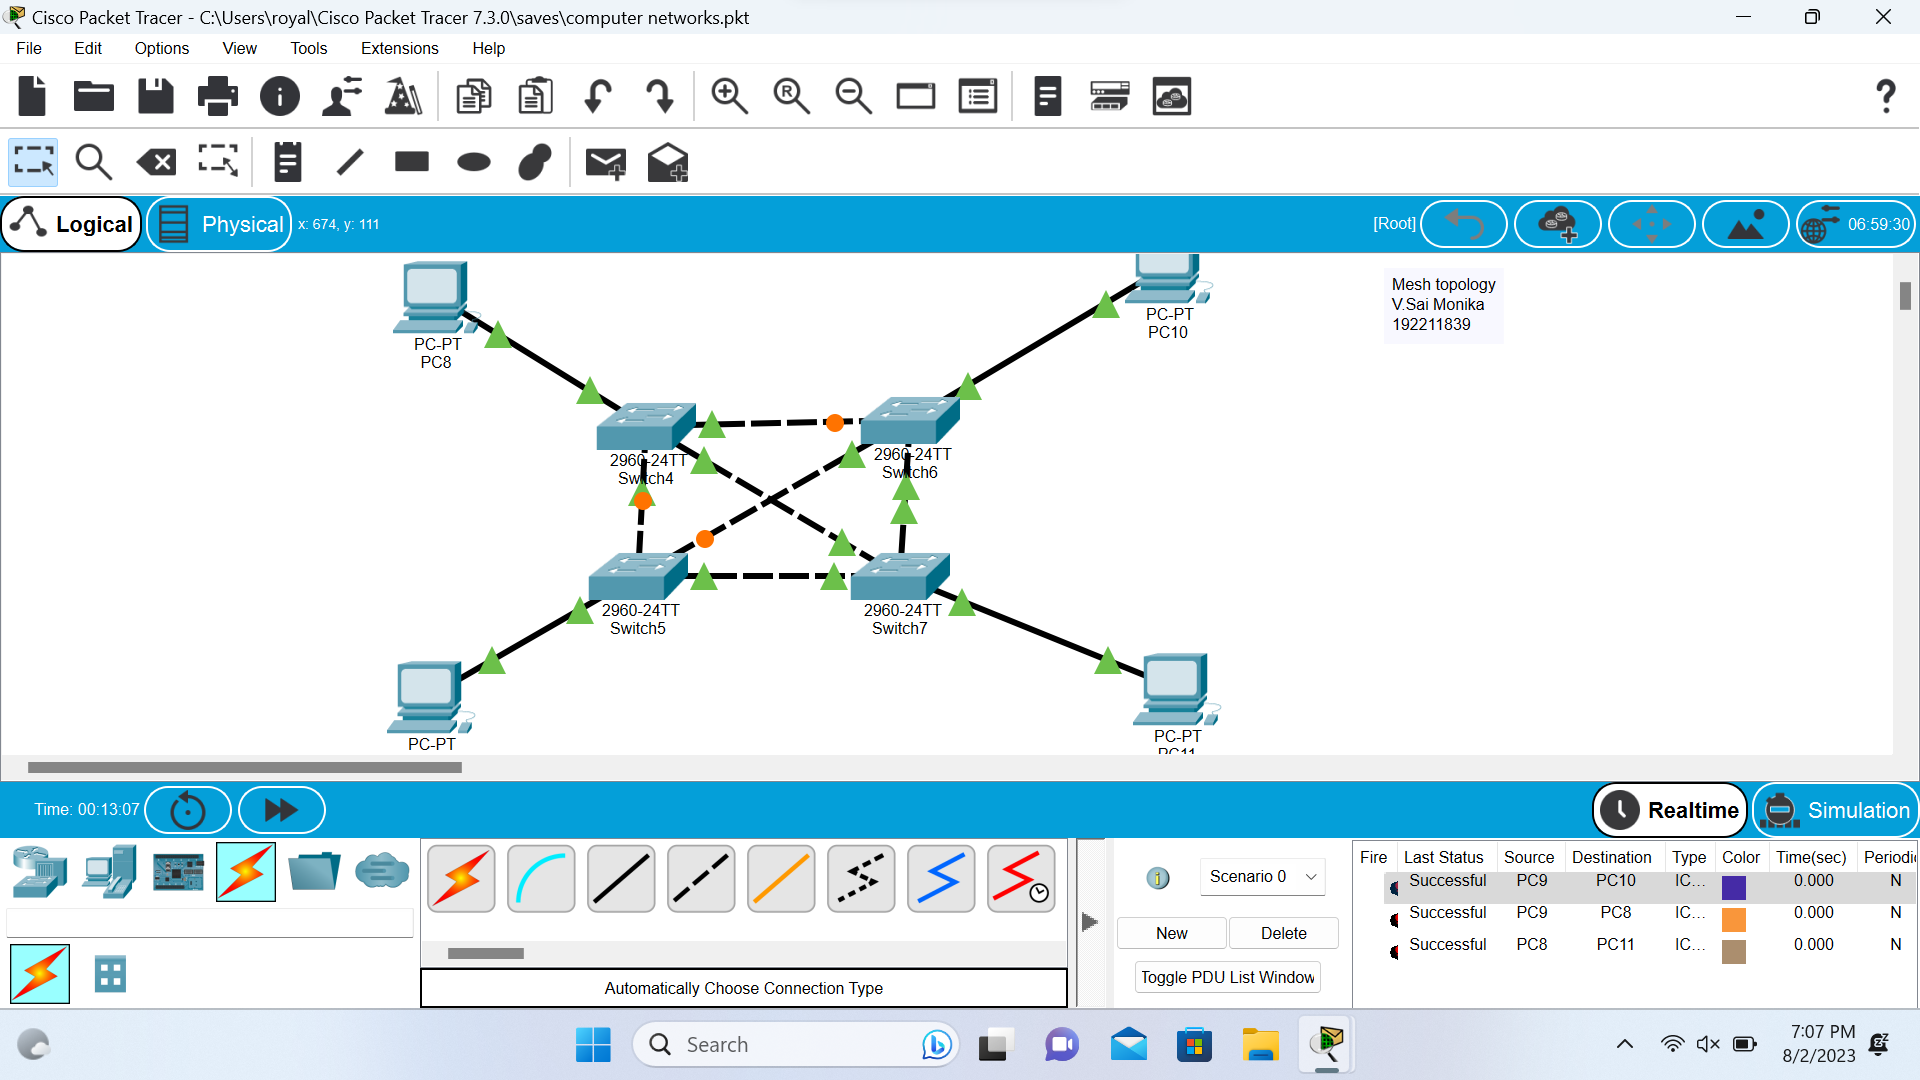 Cisco Packet Tracer - C:\Users\royal\Cisco Packet Tracer 7.3.0\saves\computer networks.pkt
File Edit Options View Tools Extensions Help
Logical Physical x: 674, y: 111 [Root] 06:59:30
Mesh topology
V.Sai Monika
192211839
PC-PT
PC8
PC-PT
PC10
2960-24TT
Switch4
2960-24TT
Switch6
2960-24TT
Switch5
2960-24TT
Switch7
PC-PT
PC-PT
PC11
Time: 00:13:07 Realtime Simulation
Scenario 0
New Delete
Toggle PDU List Window
Automatically Choose Connection Type
Fire Last Status Source Destination Type Color Time(sec) Periodic
Successful PC9 PC10 IC... 0.000 N
Successful PC9 PC8 IC... 0.000 N
Successful PC8 PC11 IC... 0.000 N
Search
7:07 PM
8/2/2023